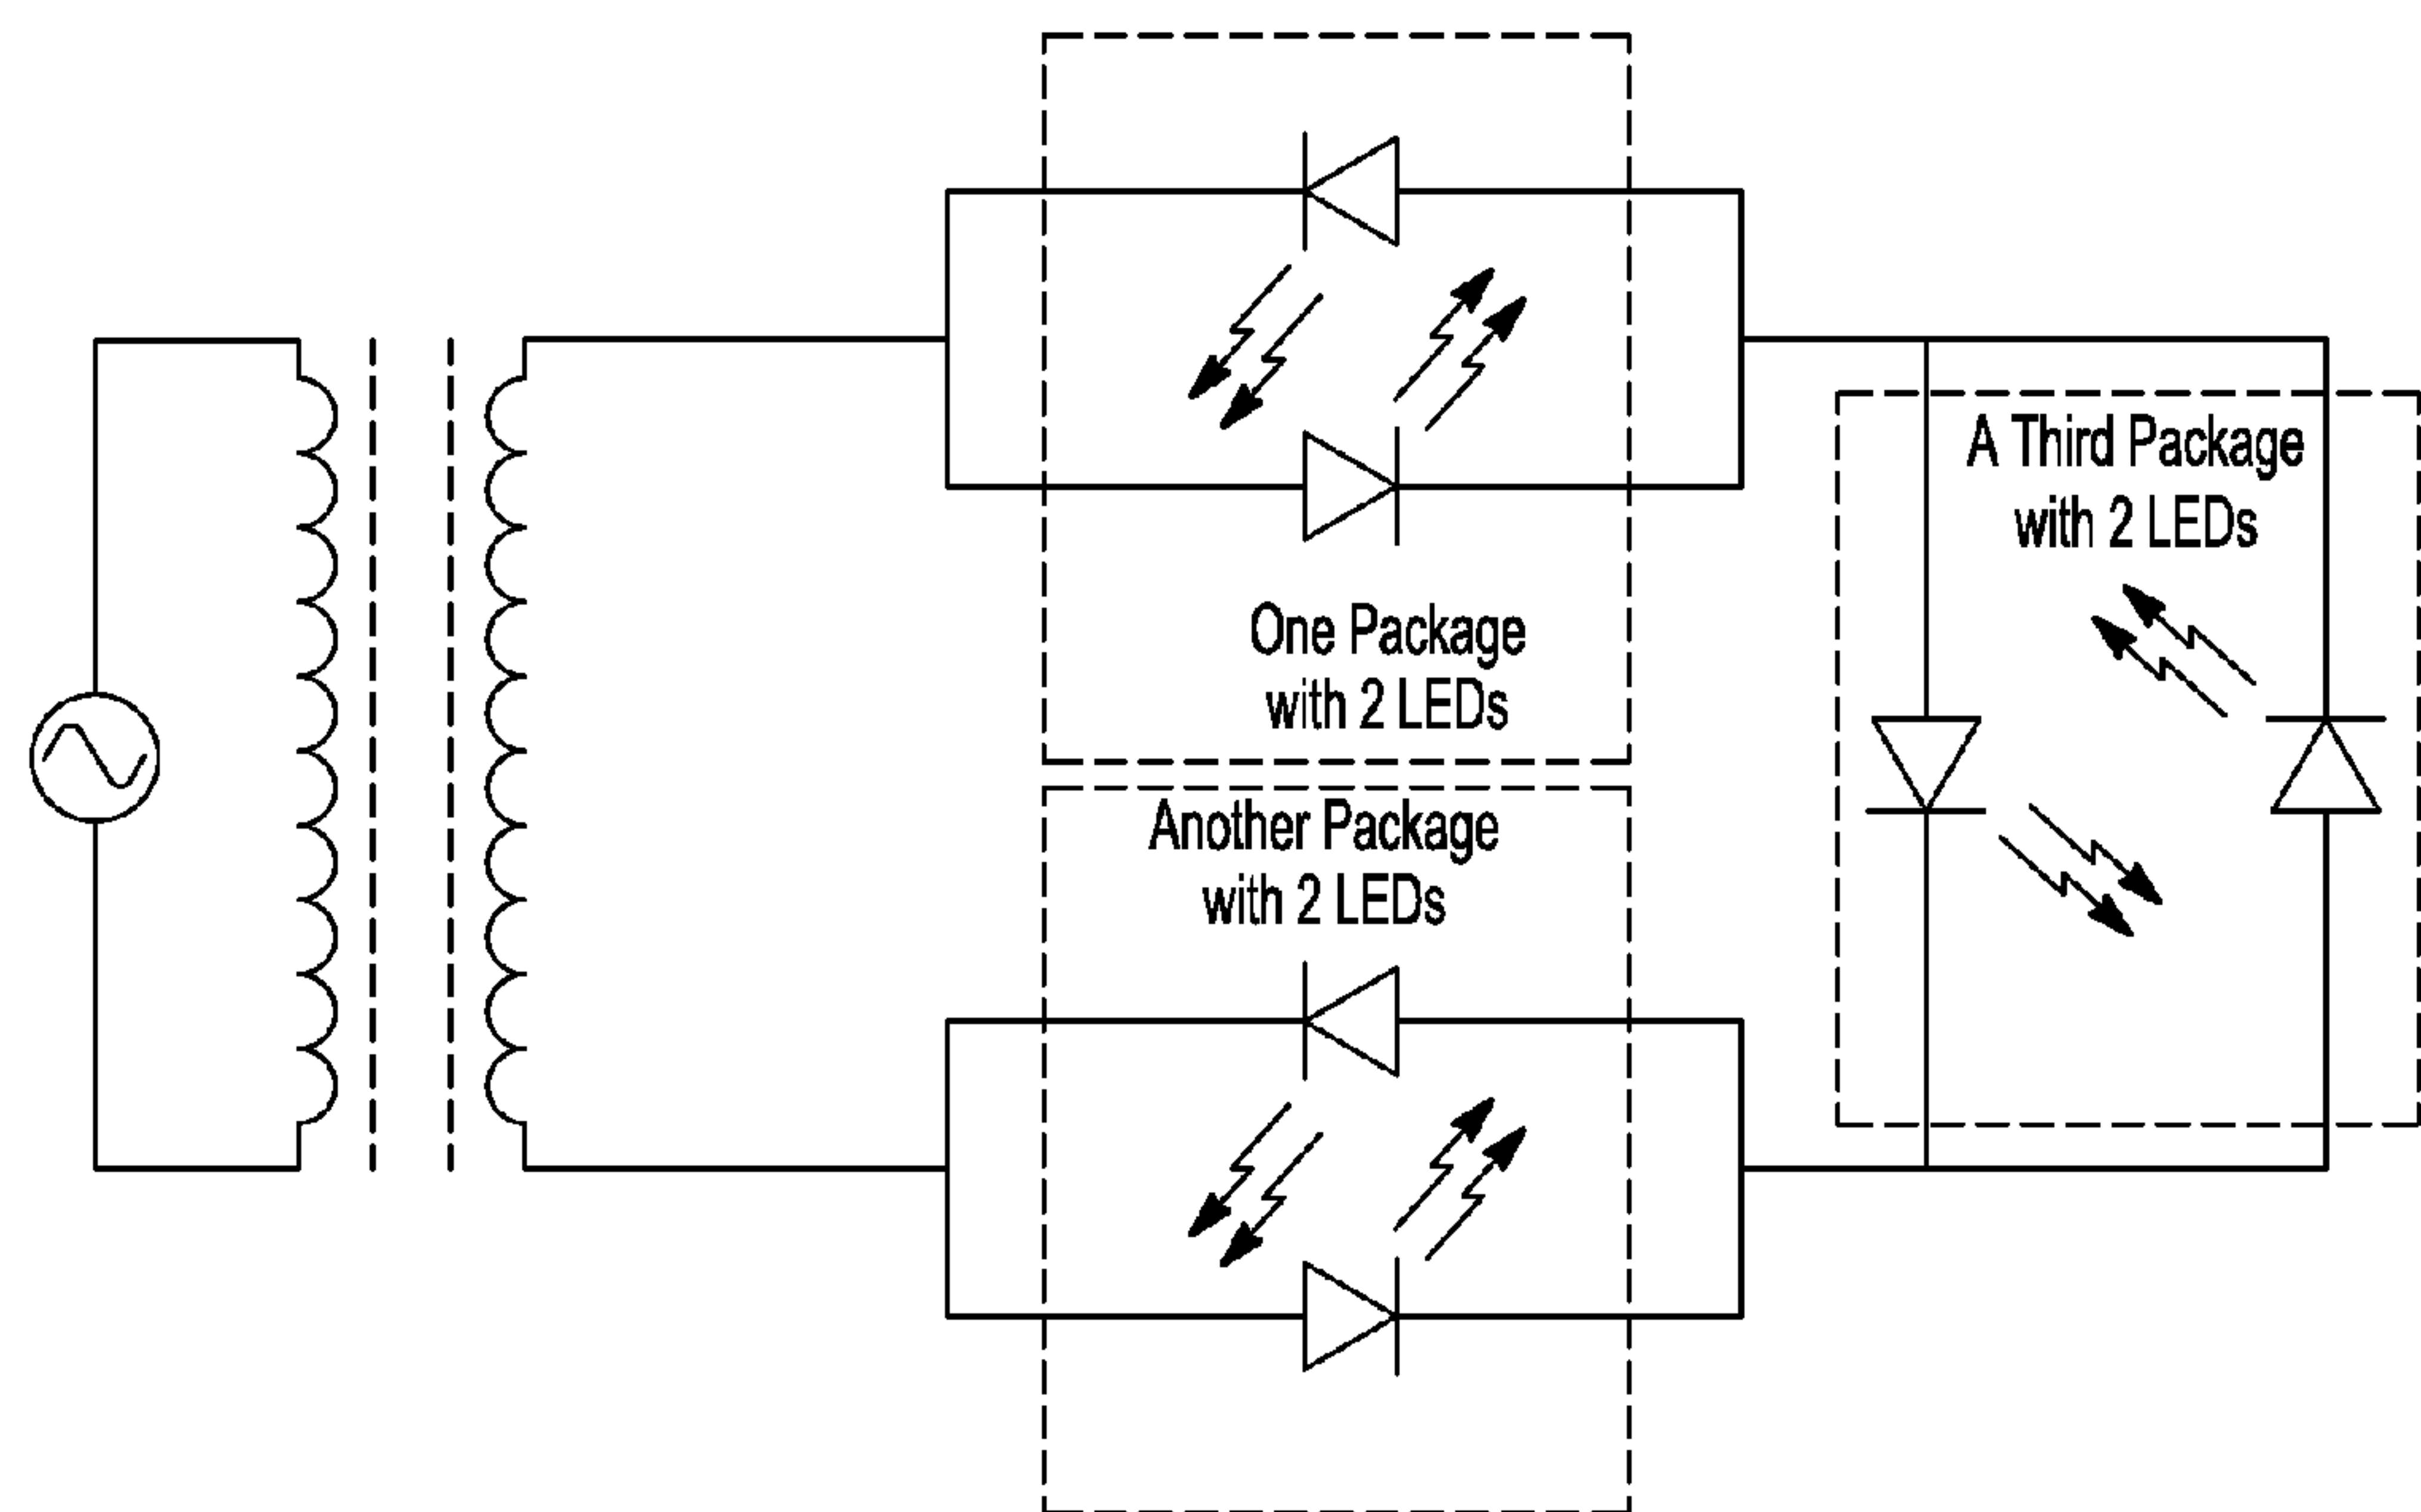 One Package
with 2 LEDs
Another Package
with 2 LEDs
A Third Package
with 2 LEDs